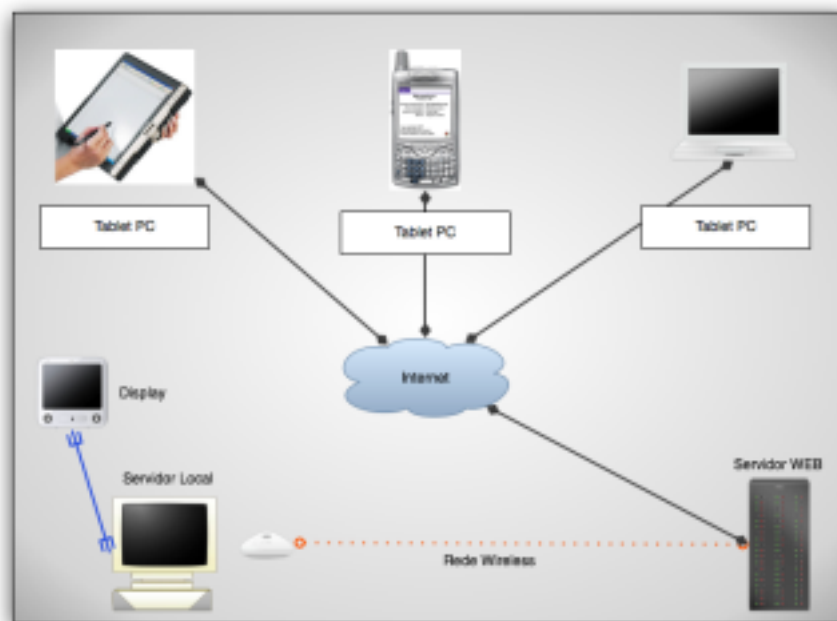 Tablet PC
Tablet PC
Tablet PC
Internet
Display
Servidor Local
Servidor WEB
Rede Wireless